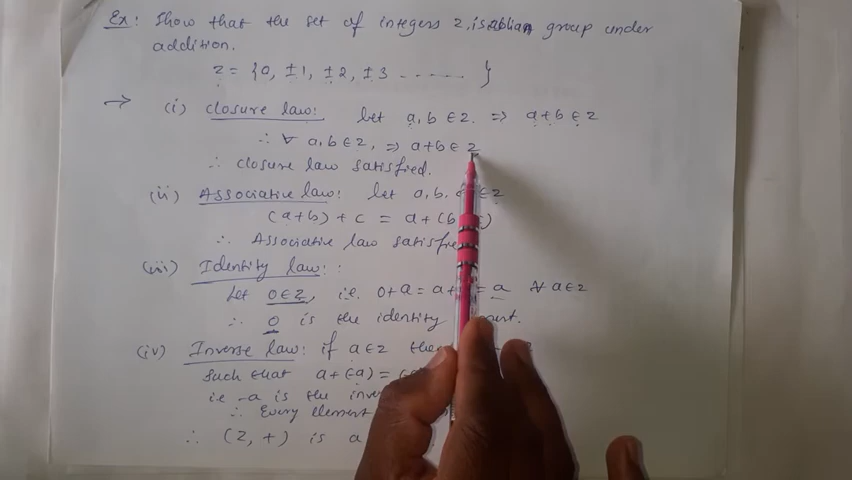 Ex: Show that the set of integers Z, is abelian group under
addition.
Z = {0, ±1, ±2, ±3 ....... }
→ (i) closure law: let a, b ∈ Z. ⇒ a+b ∈ Z
∴ ∀ a, b ∈ Z, ⇒ a+b ∈ Z
∴ closure law satisfied.
(ii) Associative law: let a, b, ∈ Z
(a+b) + c = a+(b
∴ Associative law
(iii) Identity law::
Let 0 ∈ Z, i.e. 0+a = a+ = a ∀ a ∈ Z
∴ 0 is the identity
(iv) Inverse law: if a ∈ Z
such that a+(-a) =
i.e -a is the
∴ Every element
∴ (Z, +) is a